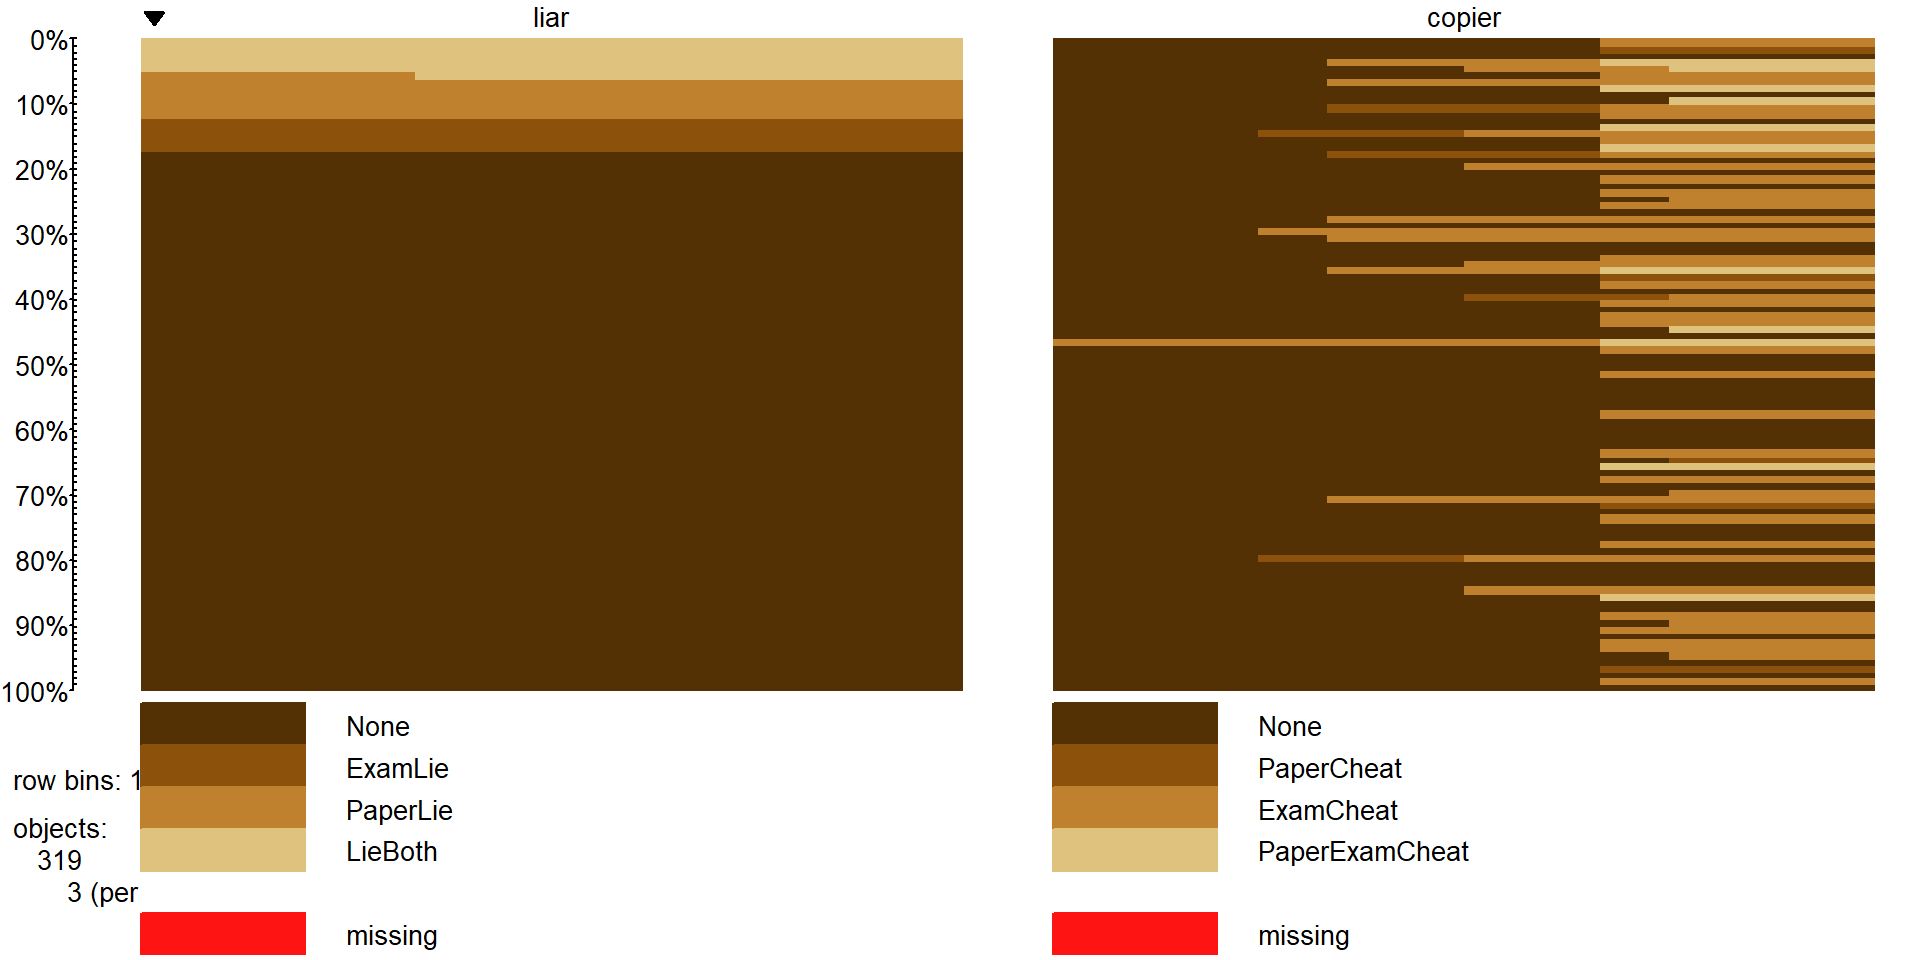 liar
copier
0%
10%
20%
30%
40%
50%
60%
70%
80%
90%
100%
row bins: 1
objects:
319
3 (per
None
ExamLie
PaperLie
LieBoth
missing
None
PaperCheat
ExamCheat
PaperExamCheat
missing